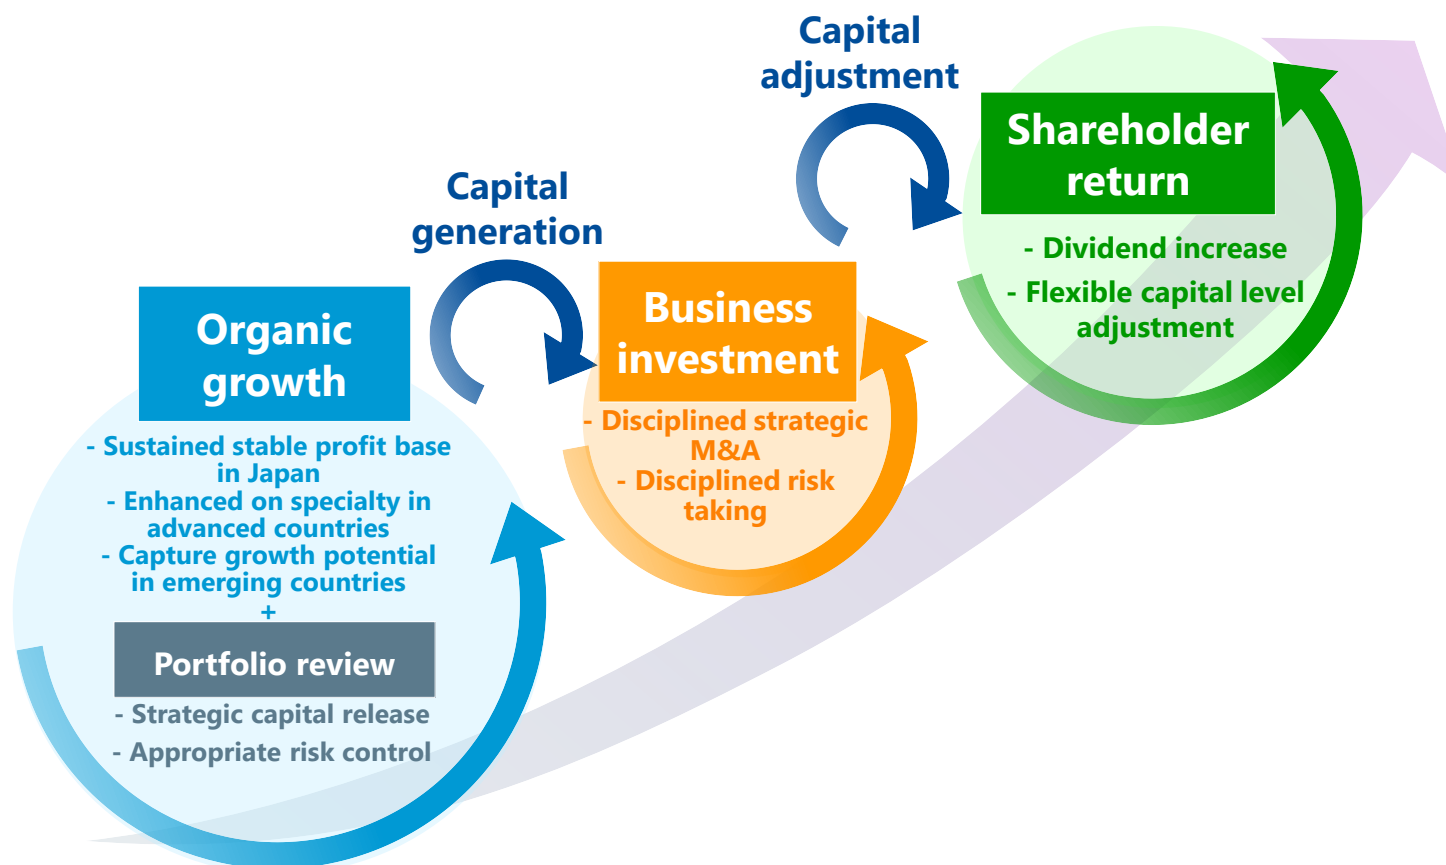 Capital
adjustment
Shareholder
return
- Dividend increase
- Flexible capital level
adjustment
Capital
generation
Business
investment
- Disciplined strategic
M&A
- Disciplined risk
taking
Organic
growth
- Sustained stable profit base
in Japan
- Enhanced on specialty in
advanced countries
- Capture growth potential
in emerging countries
+
Portfolio review
- Strategic capital release
- Appropriate risk control